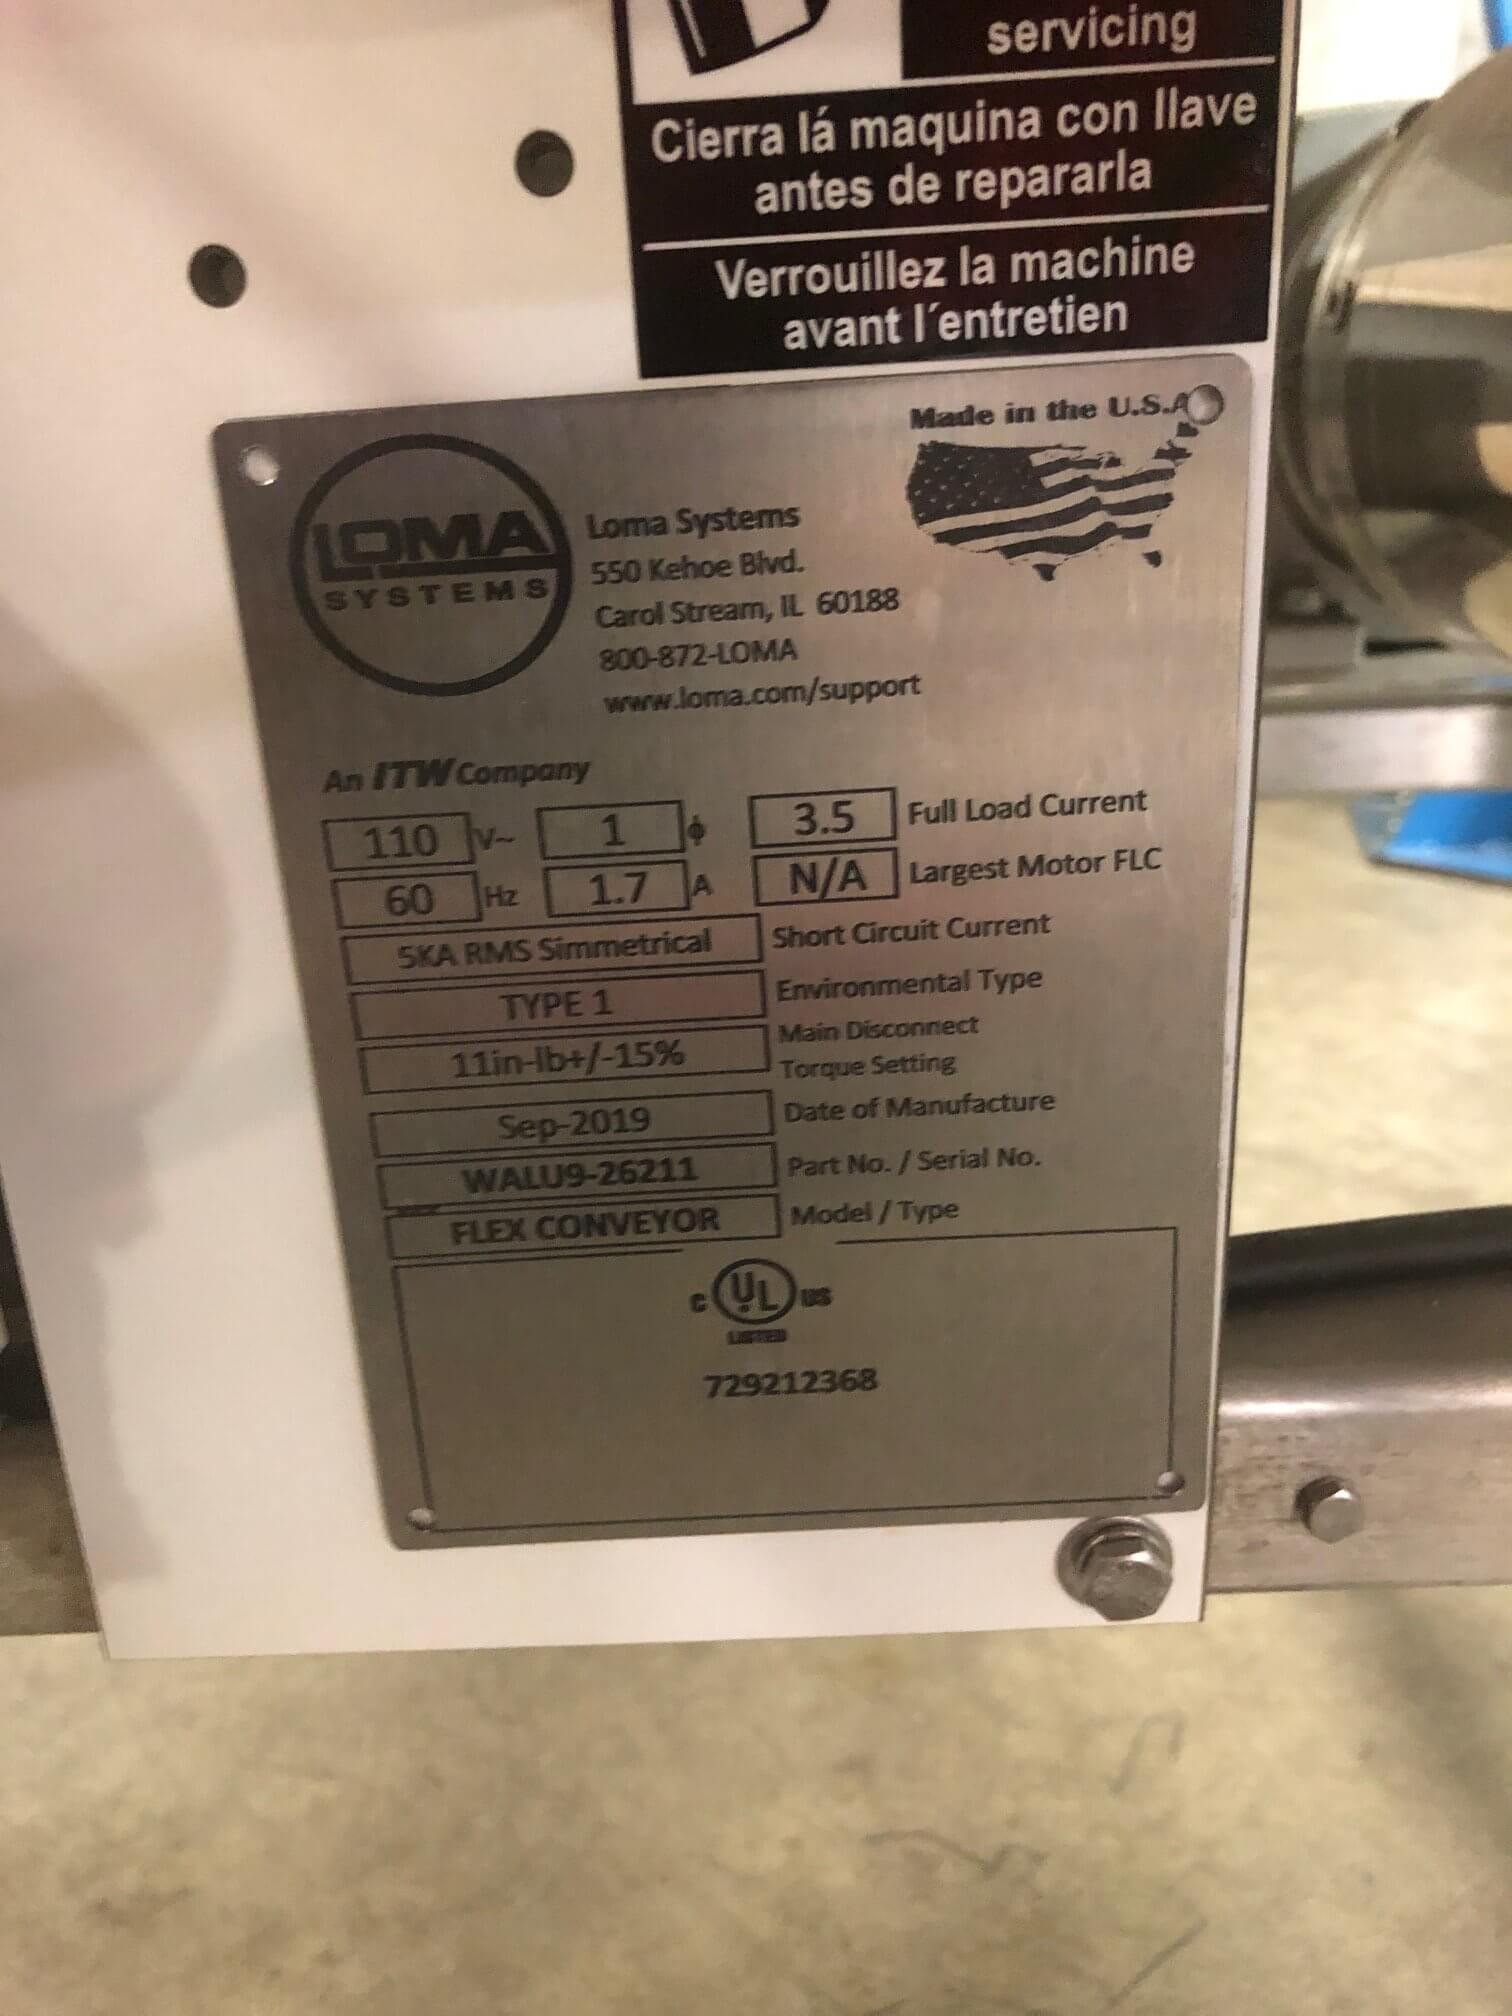 servicing
Cierra lá maquina con llave
antes de repararla
Verrouillez la machine
avant l´entretien
Made in the U.S.A
LOMA
SYSTEMS
Loma Systems
550 Kehoe Blvd.
Carol Stream, IL 60188
800-872-LOMA
www.loma.com/support
An ITW Company
110 V~ 1 ϕ 3.5 Full Load Current
60 Hz 1.7 A N/A Largest Motor FLC
5KA RMS Simmetrical Short Circuit Current
TYPE 1 Environmental Type
11in-lb+/-15% Main Disconnect
Torque Setting
Sep-2019 Date of Manufacture
WALU9-26211 Part No. / Serial No.
FLEX CONVEYOR Model / Type
C UL US
LISTED
729212368